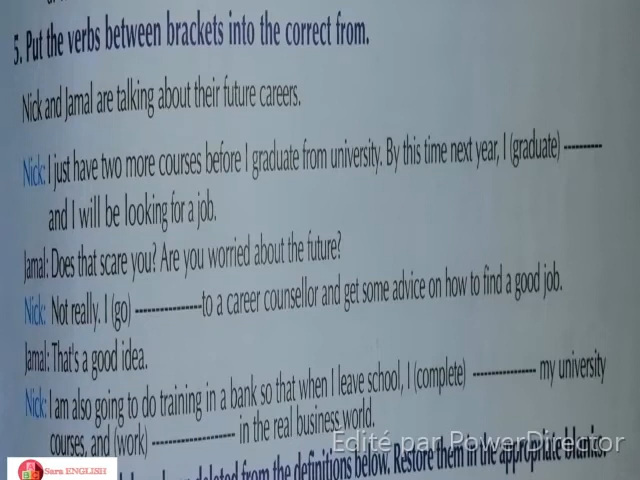 5. Put the verbs between brackets into the correct from.
Nick and Jamal are talking about their future careers.
Nick: I just have two more courses before I graduate from university. By this time next year, I (graduate) ---------
and I will be looking for a job.
Jamal: Does that scare you? Are you worried about the future?
Nick: Not really. I (go) ---------------to a career counsellor and get some advice on how to find a good job.
Jamal: That's a good idea.
Nick: I am also going to do training in a bank so that when I leave school, I (complete) --------------- my university
courses, and (work) ------------------- in the real business world.
deleted from the definitions below. Restore them in the appropriate blanks.
Edité par PowerDirector
Sara ENGLISH